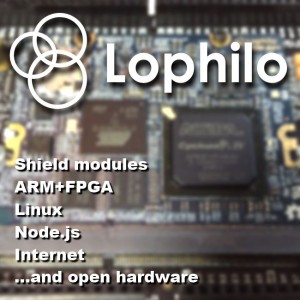 Lophilo
Shield modules
ARM+FPGA
Linux
Node.js
Internet
...and open hardware